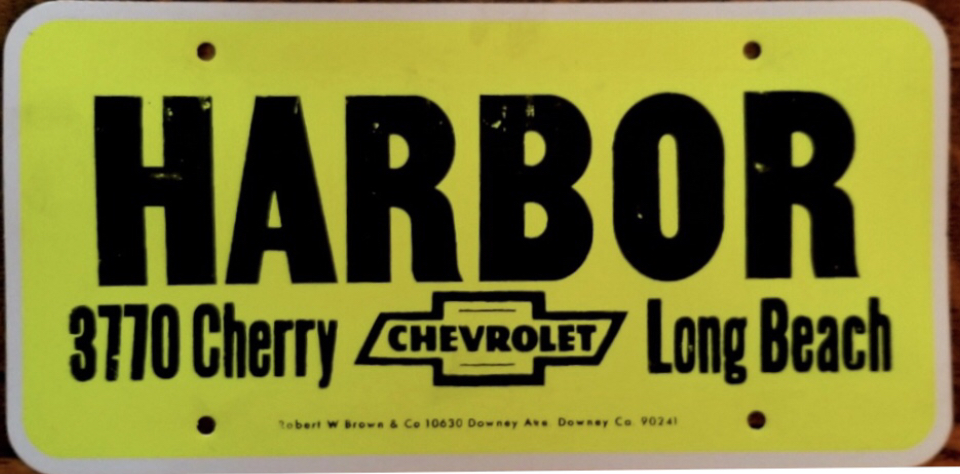 HARBOR
3770 Cherry CHEVROLET Long Beach
Robert W Brown & Co 10630 Downey Ave. Downey Ca. 90241